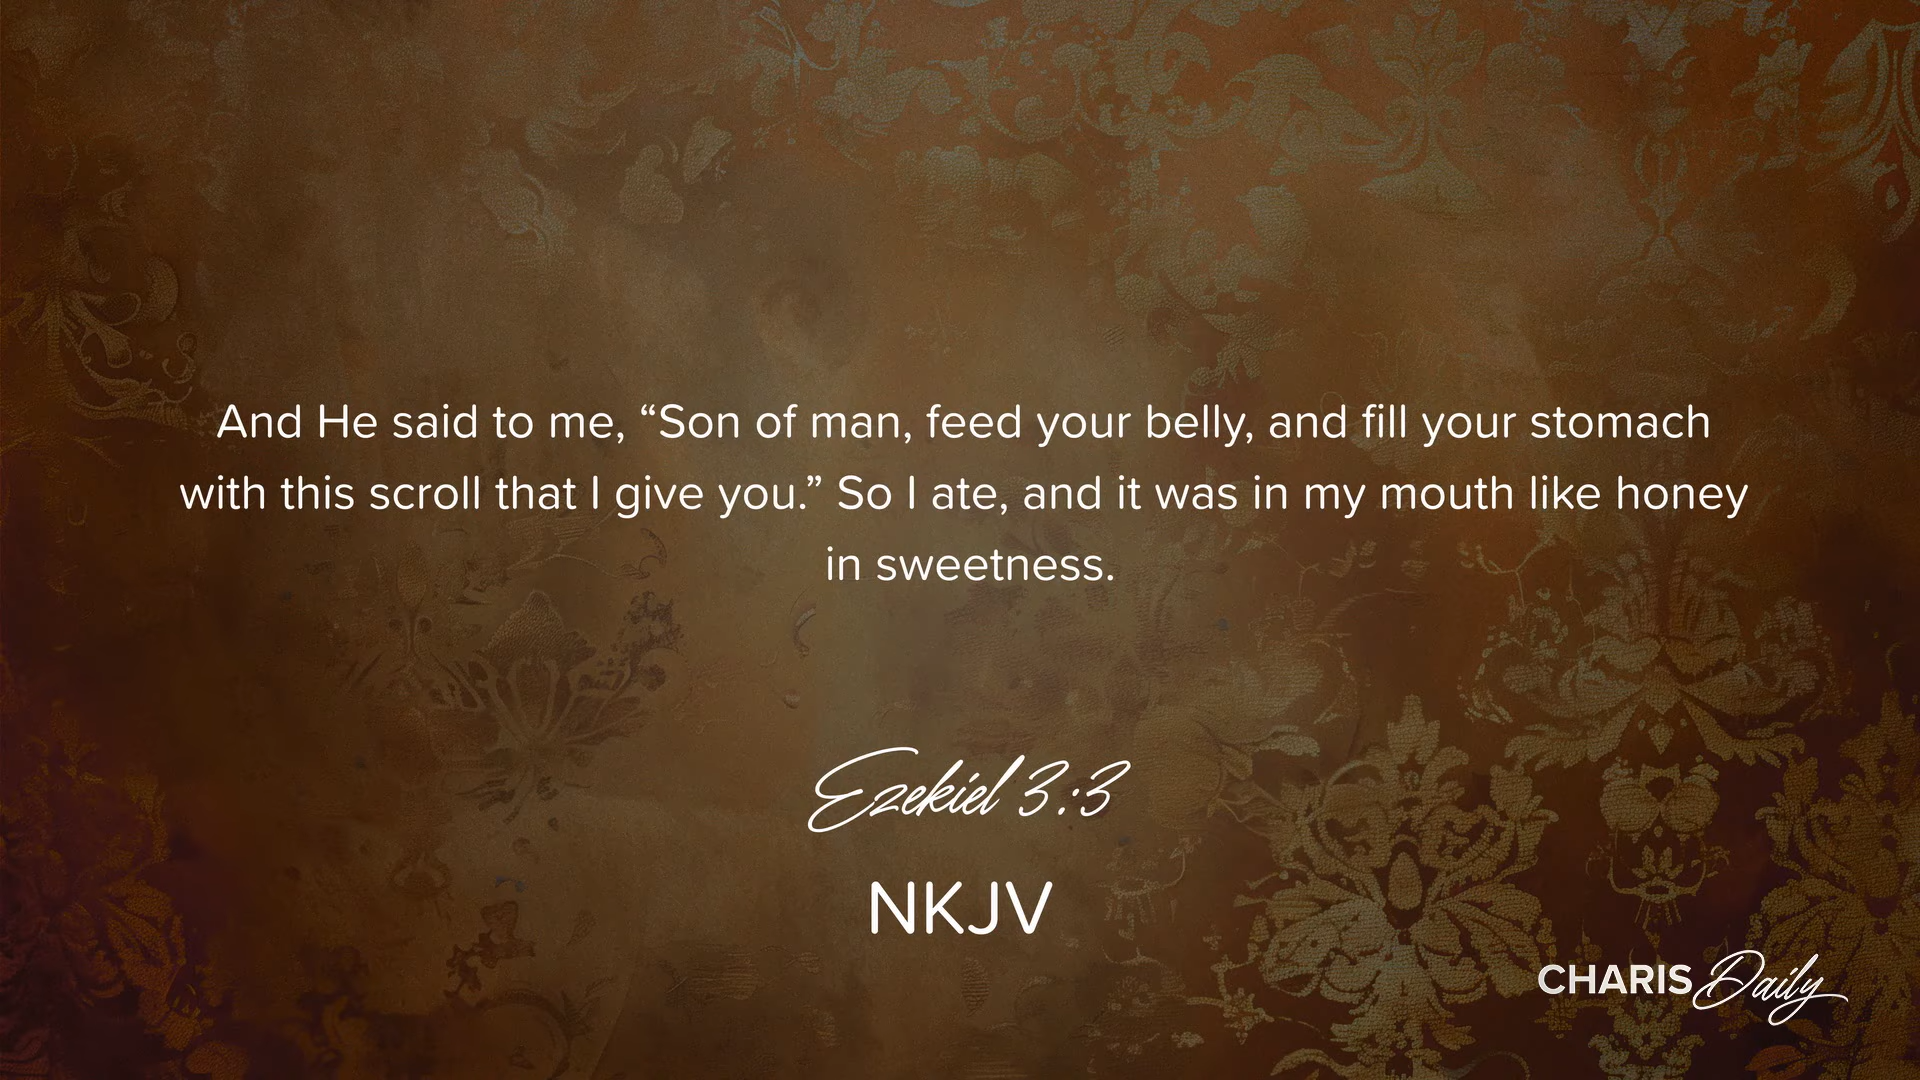 And He said to me, “Son of man, feed your belly, and fill your stomach
with this scroll that I give you.” So I ate, and it was in my mouth like honey
in sweetness.
Ezekiel 3:3
NKJV
CHARIS Daily